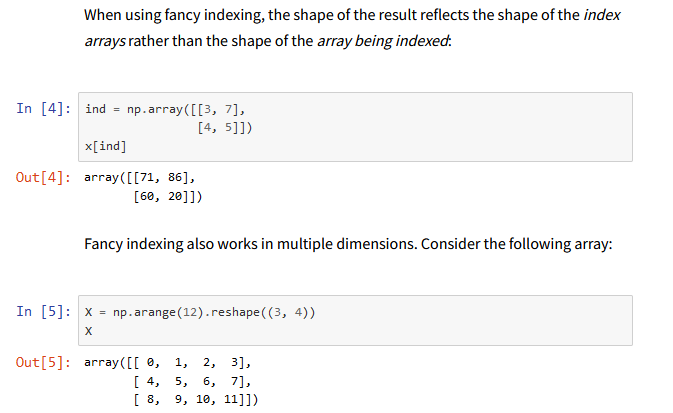 When using fancy indexing, the shape of the result reflects the shape of the index
arrays rather than the shape of the array being indexed:
In [4]: ind = np.array([[3, 7],
[4, 5]])
x[ind]
Out[4]: array([[71, 86],
[60, 20]])
Fancy indexing also works in multiple dimensions. Consider the following array:
In [5]: X = np.arange(12).reshape((3, 4))
X
Out[5]: array([[ 0, 1, 2, 3],
[ 4, 5, 6, 7],
[ 8, 9, 10, 11]])